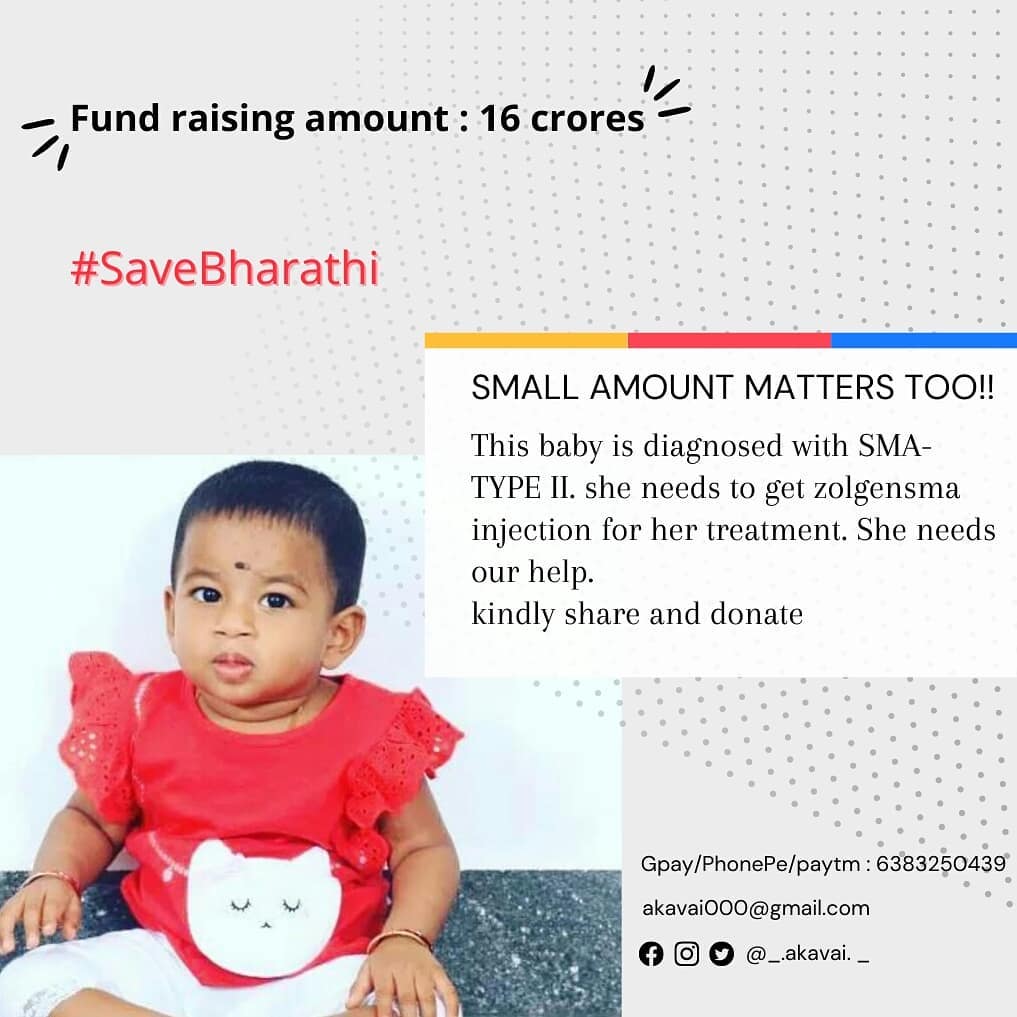 Fund raising amount : 16 crores
#SaveBharathi
SMALL AMOUNT MATTERS TOO!!
This baby is diagnosed with SMA-
TYPE II. she needs to get zolgensma
injection for her treatment. She needs
our help.
kindly share and donate
Gpay/PhonePe/paytm : 6383250439
akavai000@gmail.com
@_.akavai. _